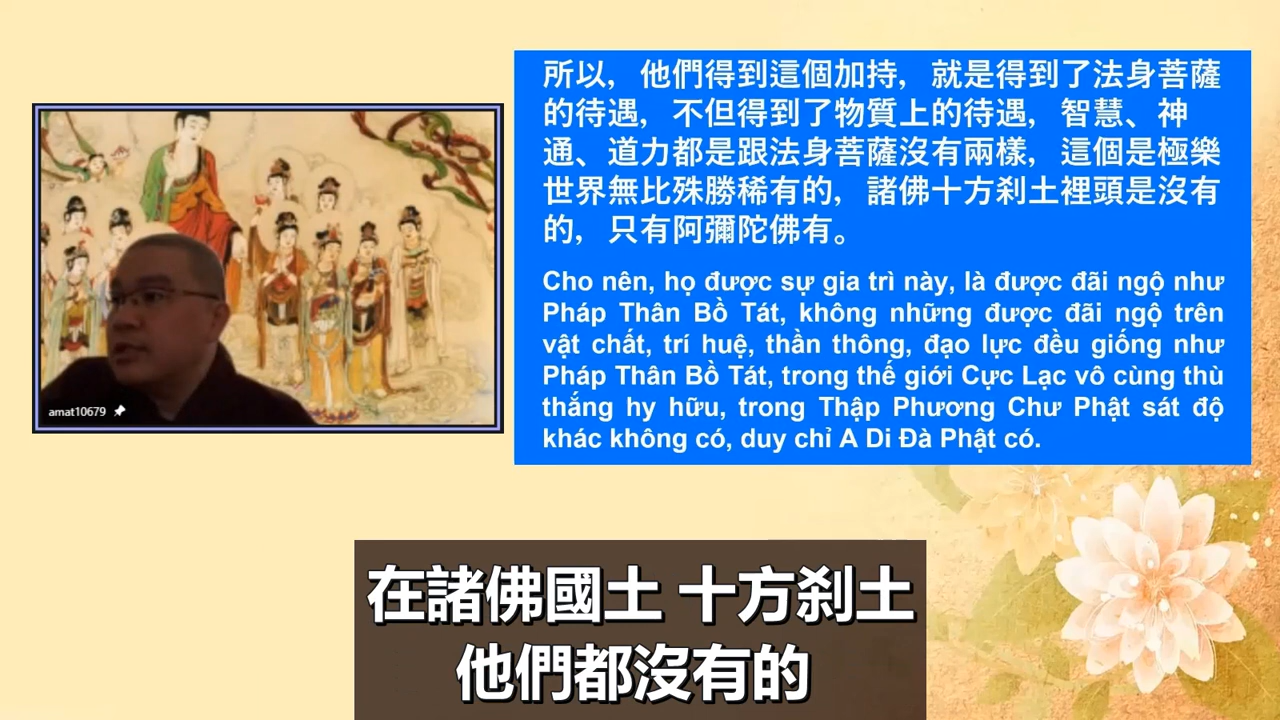 所以，他們得到這個加持，就是得到了法身菩薩
的待遇，不但得到了物質上的待遇，智慧、神
通、道力都是跟法身菩薩沒有兩樣，這個是極樂
世界無比殊勝稀有的，諸佛十方剎土裡頭是沒有
的，只有阿彌陀佛有。
Cho nên, họ được sự gia trì này, là được đãi ngộ như
Pháp Thân Bồ Tát, không những được đãi ngộ trên
vật chất, trí huệ, thần thông, đạo lực đều giống như
Pháp Thân Bồ Tát, trong thế giới Cực Lạc vô cùng thù
thắng hy hữu, trong Thập Phương Chư Phật sát độ
khác không có, duy chỉ A Di Đà Phật có.
amat10679
在諸佛國土 十方剎土
他們都沒有的